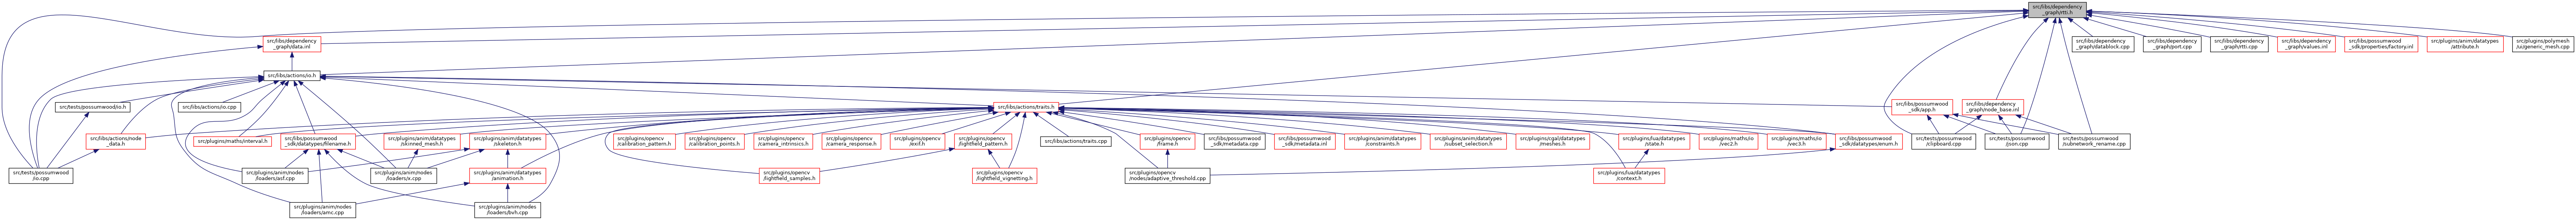 src/libs/dependency
_graph/rtti.h
src/libs/dependency
_graph/data.inl
src/libs/dependency
_graph/datablock.cpp
src/libs/dependency
_graph/port.cpp
src/libs/dependency
_graph/rtti.cpp
src/libs/dependency
_graph/values.inl
src/libs/possumwood
_sdk/properties/factory.inl
src/plugins/anim/datatypes
/attribute.h
src/plugins/polymesh
/ui/generic_mesh.cpp
src/libs/actions/io.h
src/tests/possumwood/io.h
src/libs/actions/io.cpp
src/libs/actions/traits.h
src/libs/possumwood
_sdk/app.h
src/libs/dependency
_graph/node_base.inl
src/libs/actions/node
_data.h
src/plugins/maths/interval.h
src/libs/possumwood
_sdk/datatypes/filename.h
src/plugins/anim/datatypes
/skinned_mesh.h
src/plugins/anim/datatypes
/skeleton.h
src/plugins/opencv
/calibration_pattern.h
src/plugins/opencv
/calibration_points.h
src/plugins/opencv
/camera_intrinsics.h
src/plugins/opencv
/camera_response.h
src/plugins/opencv
/exif.h
src/plugins/opencv
/lightfield_pattern.h
src/libs/actions/traits.cpp
src/plugins/opencv
/frame.h
src/libs/possumwood
_sdk/metadata.cpp
src/libs/possumwood
_sdk/metadata.inl
src/plugins/anim/datatypes
/constraints.h
src/plugins/anim/datatypes
/subset_selection.h
src/plugins/cgal/datatypes
/meshes.h
src/plugins/lua/datatypes
/state.h
src/plugins/maths/io
/vec2.h
src/plugins/maths/io
/vec3.h
src/libs/possumwood
_sdk/datatypes/enum.h
src/tests/possumwood
/clipboard.cpp
src/tests/possumwood
/json.cpp
src/tests/possumwood
/subnetwork_rename.cpp
src/tests/possumwood
/io.cpp
src/plugins/anim/nodes
/loaders/asf.cpp
src/plugins/anim/nodes
/loaders/x.cpp
src/plugins/anim/datatypes
/animation.h
src/plugins/opencv
/lightfield_samples.h
src/plugins/opencv
/lightfield_vignetting.h
src/plugins/opencv
/nodes/adaptive_threshold.cpp
src/plugins/lua/datatypes
/context.h
src/plugins/anim/nodes
/loaders/amc.cpp
src/plugins/anim/nodes
/loaders/bvh.cpp